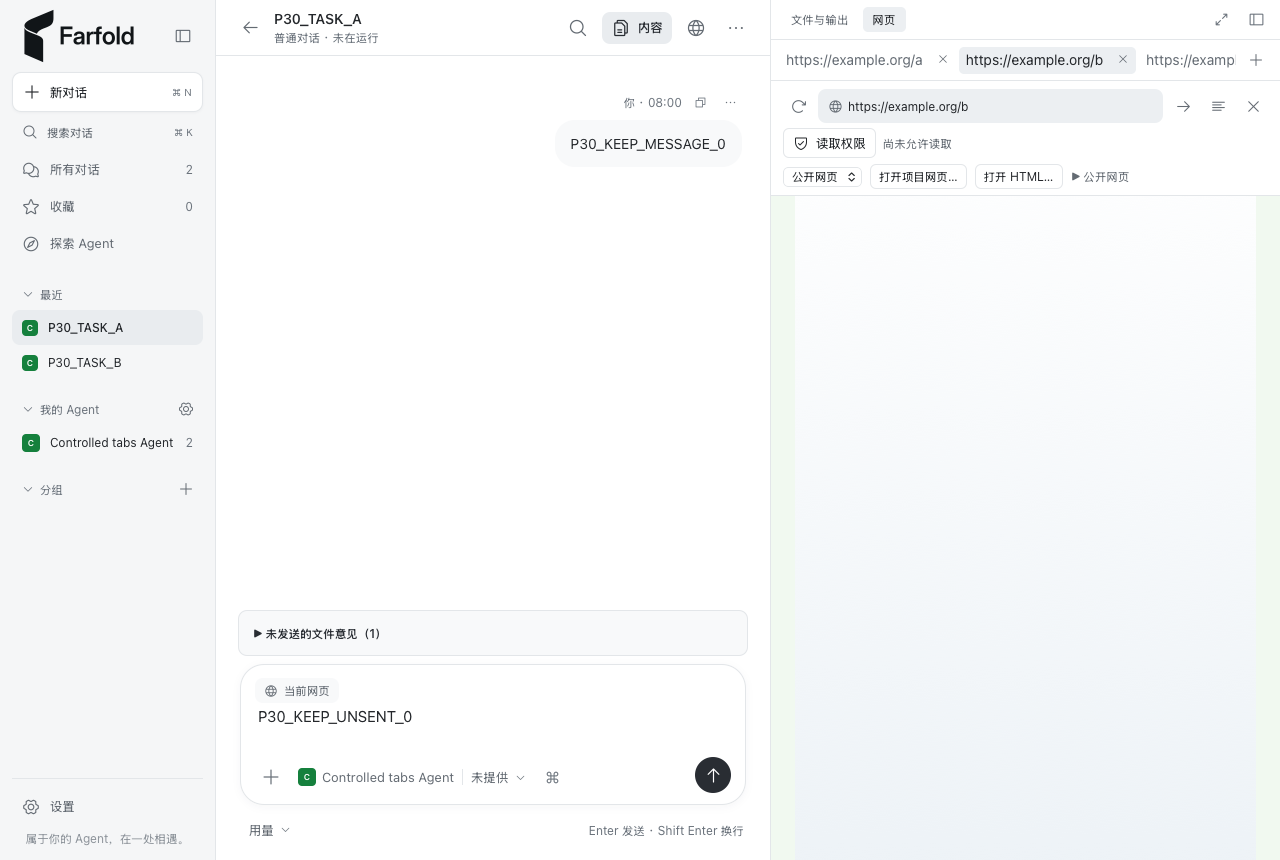 Farfold
新对话
⌘ N
搜索对话
⌘ K
所有对话
2
收藏
0
探索 Agent
最近
C P30_TASK_A
C P30_TASK_B
我的 Agent
C Controlled tabs Agent 2
分组
设置
属于你的 Agent，在一处相遇。
P30_TASK_A
普通对话 · 未在运行
内容
你 · 08:00
P30_KEEP_MESSAGE_0
未发送的文件意见（1）
当前网页
P30_KEEP_UNSENT_0
C Controlled tabs Agent
未提供
⌘
用量
Enter 发送 · Shift Enter 换行
文件与输出
网页
https://example.org/a
https://example.org/b
https://exampl
https://example.org/b
读取权限
尚未允许读取
公开网页
打开项目网页…
打开 HTML…
公开网页